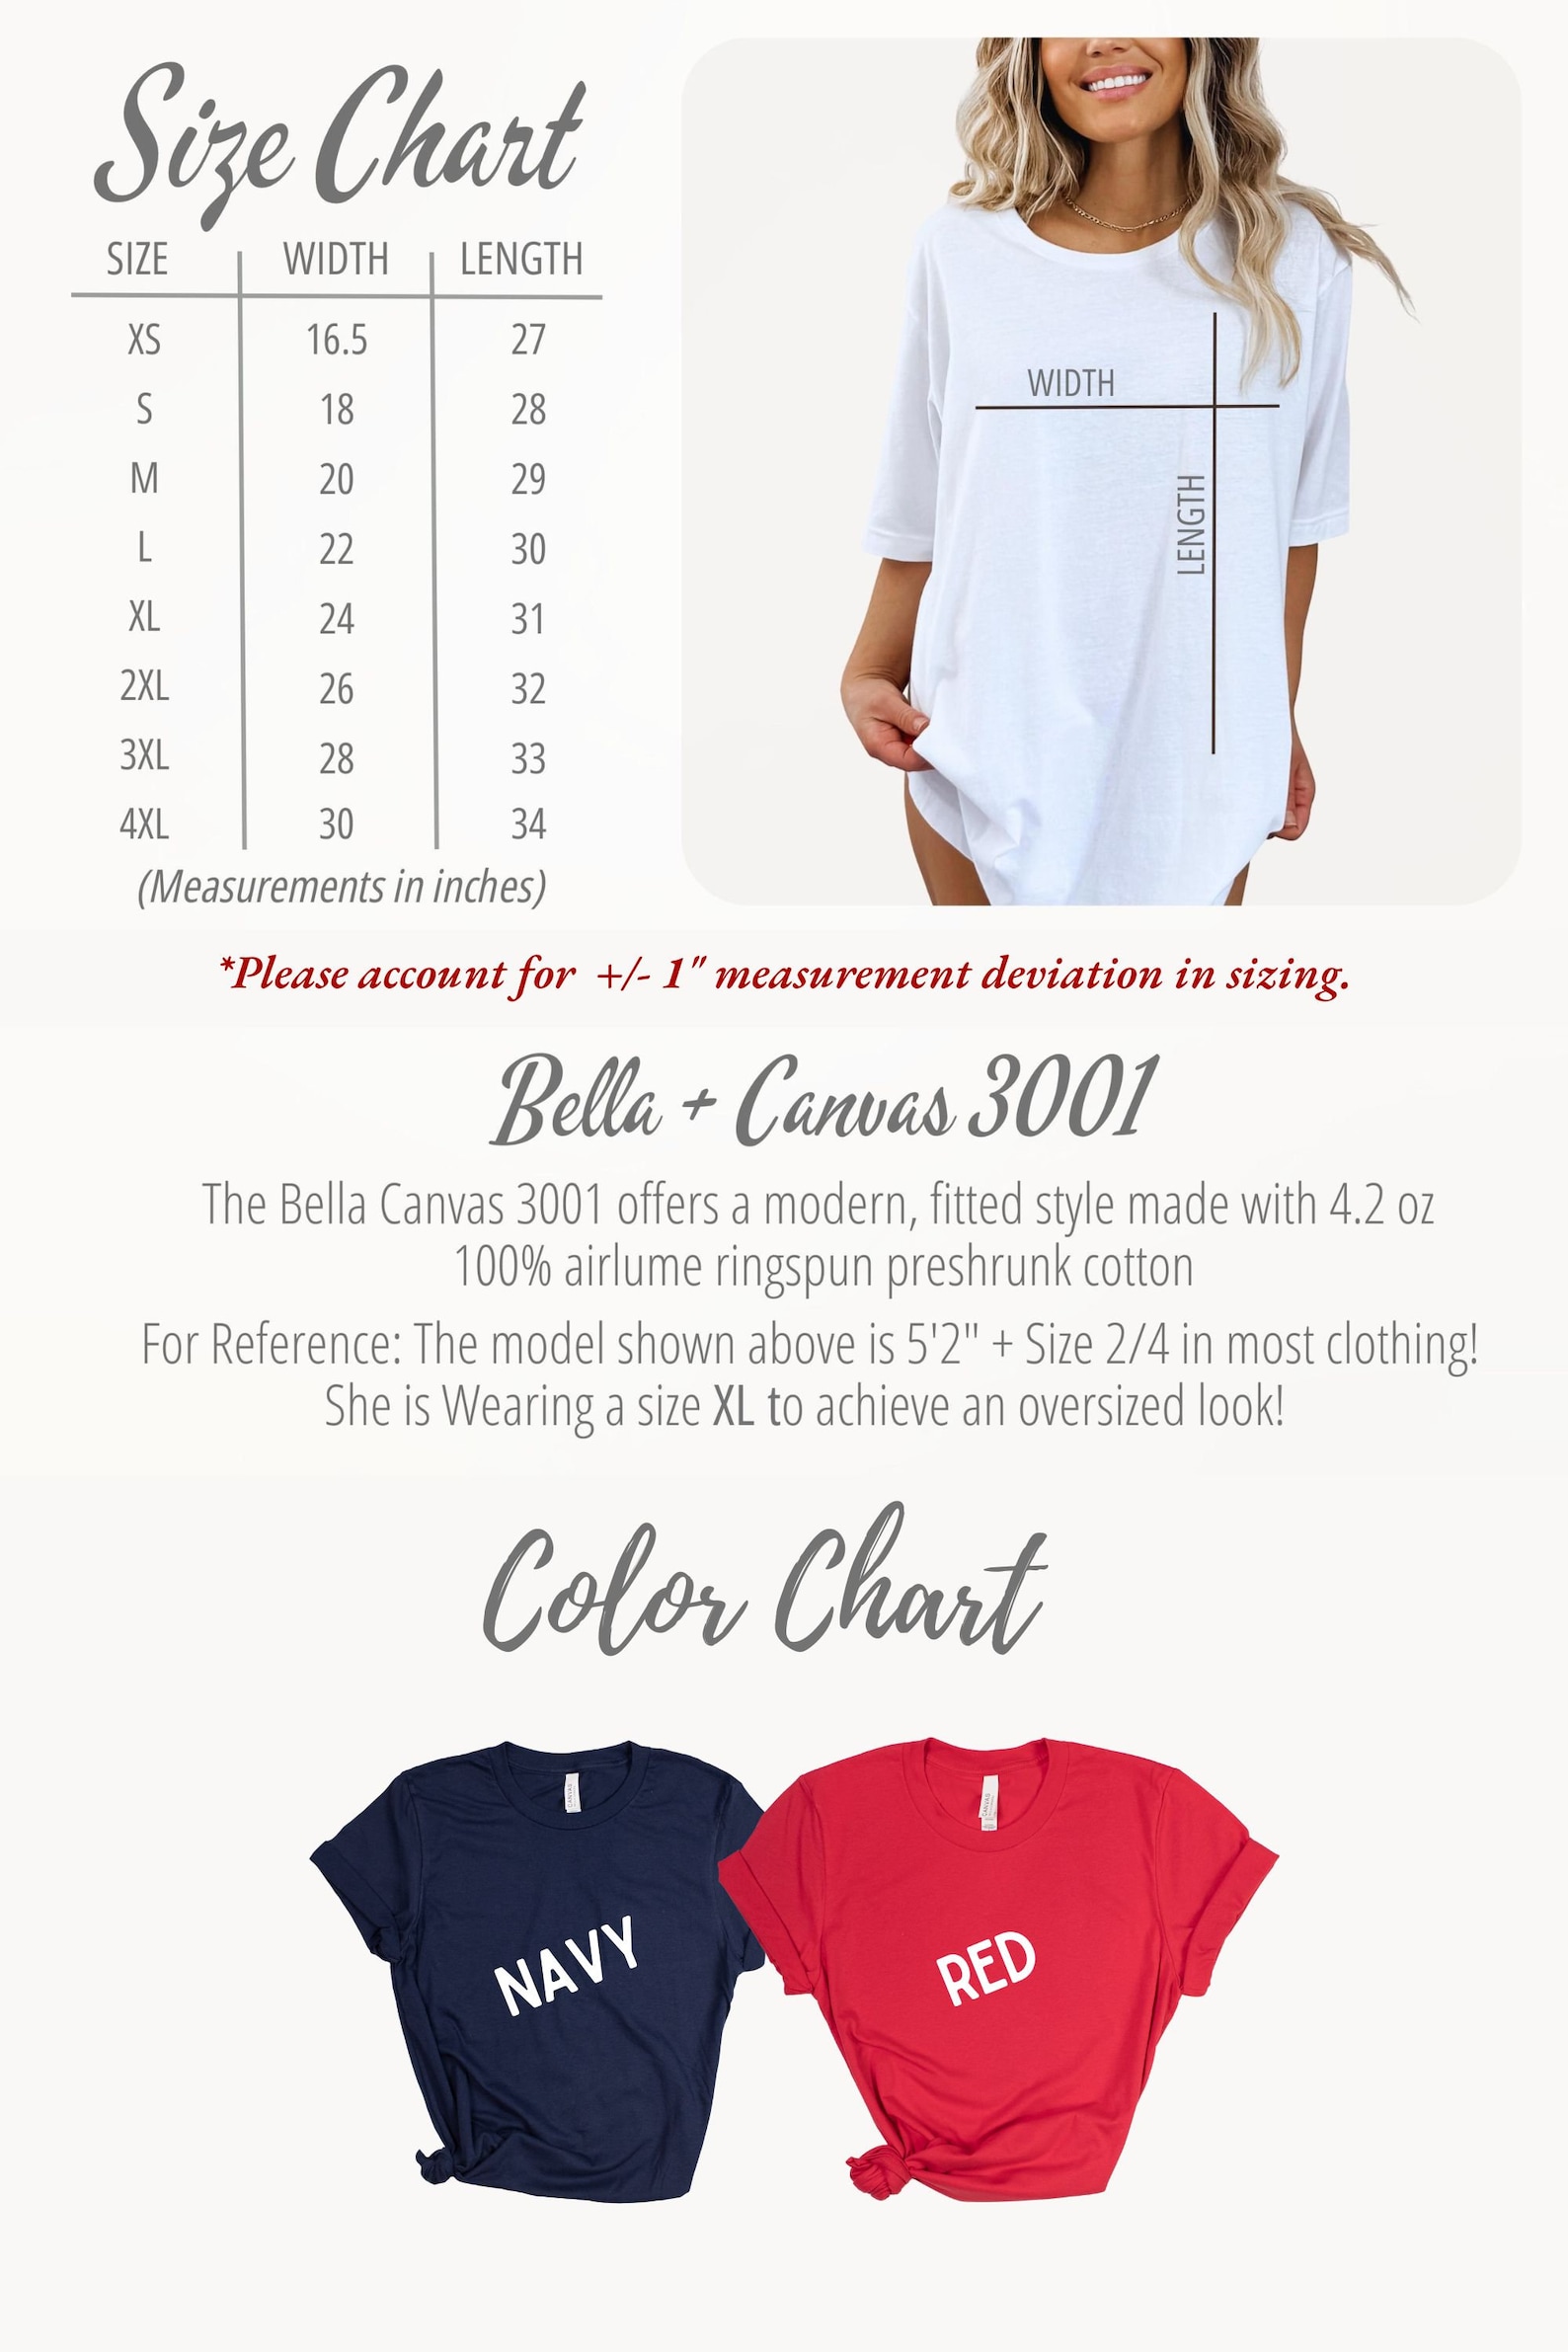 Size Chart
SIZE WIDTH LENGTH
XS 16.5 27
S 18 28
M 20 29
L 22 30
XL 24 31
2XL 26 32
3XL 28 33
4XL 30 34
(Measurements in inches)
WIDTH
LENGTH
*Please account for +/- 1" measurement deviation in sizing.
Bella + Canvas 3001
The Bella Canvas 3001 offers a modern, fitted style made with 4.2 oz
100% airlume ringspun preshrunk cotton
For Reference: The model shown above is 5'2" + Size 2/4 in most clothing!
She is Wearing a size XL to achieve an oversized look!
Color Chart
CANVAS
CANVAS
NAVY
RED